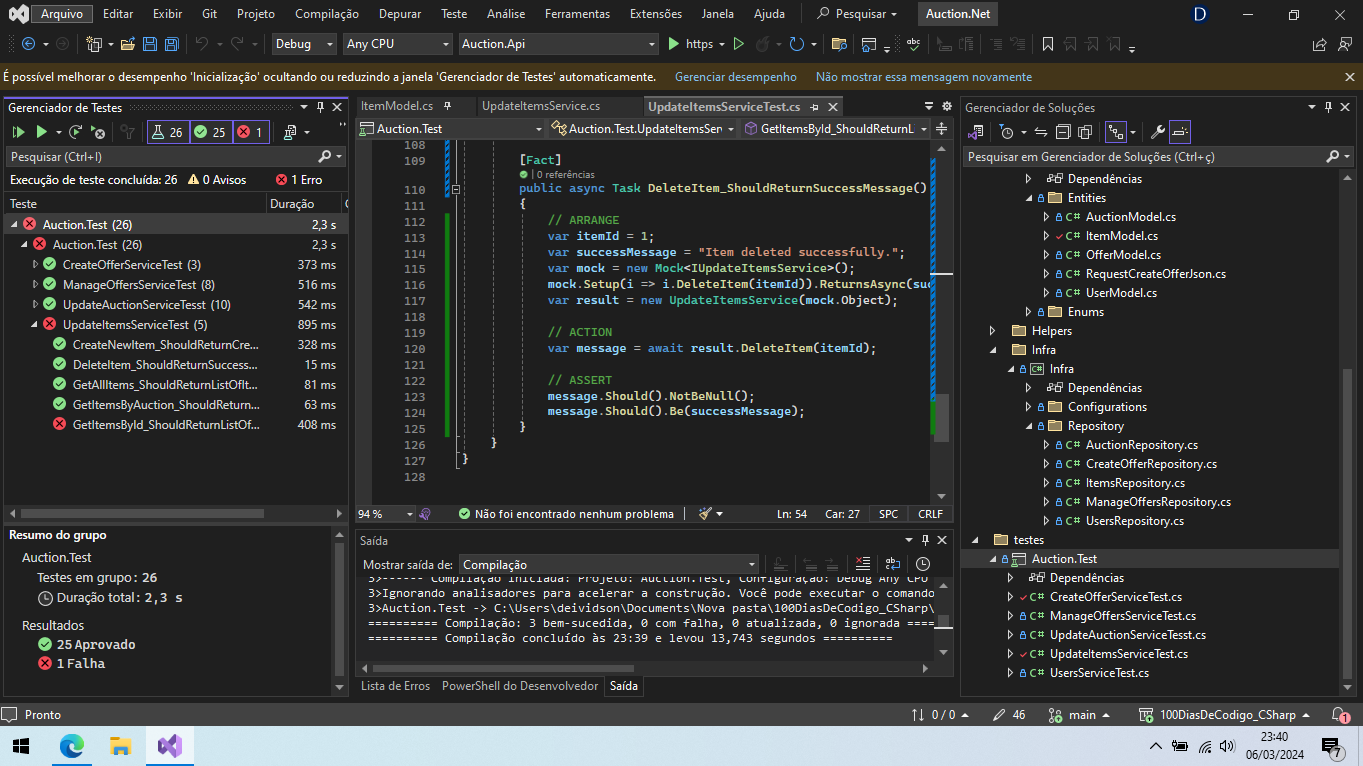 Arquivo Editar Exibir Git Projeto Compilação Depurar Teste Análise Ferramentas Extensões Janela Ajuda Pesquisar Auction.Net D
Debug Any CPU Auction.Api https
É possível melhorar o desempenho 'Inicialização' ocultando ou reduzindo a janela 'Gerenciador de Testes' automaticamente. Gerenciar desempenho Não mostrar essa mensagem novamente
Gerenciador de Testes
26 25 1
Pesquisar (Ctrl+I)
Execução de teste concluída: 26 0 Avisos 1 Erro
Teste Duração
Auction.Test (26) 2,3 s
Auction.Test (26) 2,3 s
CreateOfferServiceTest (3) 373 ms
ManageOffersServiceTest (8) 516 ms
UpdateAuctionServiceTesst (10) 542 ms
UpdateItemsServiceTest (5) 895 ms
CreateNewItem_ShouldReturnCre... 328 ms
DeleteItem_ShouldReturnSuccess... 15 ms
GetAllItems_ShouldReturnListOfIt... 81 ms
GetItemsByAuction_ShouldReturn... 63 ms
GetItemsById_ShouldReturnListOf... 408 ms
Resumo do grupo
Auction.Test
Testes em grupo: 26
Duração total: 2,3 s
Resultados
25 Aprovado
1 Falha
ItemModel.cs UpdateItemsService.cs UpdateItemsServiceTest.cs
Auction.Test Auction.Test.UpdateItemsSer GetItemsById_ShouldReturnL
108
109 [Fact]
| 0 referências
110 public async Task DeleteItem_ShouldReturnSuccessMessage()
111 {
112 // ARRANGE
113 var itemId = 1;
114 var successMessage = "Item deleted successfully.";
115 var mock = new Mock<IUpdateItemsService>();
116 mock.Setup(i => i.DeleteItem(itemId)).ReturnsAsync(suc
117 var result = new UpdateItemsService(mock.Object);
118
119 // ACTION
120 var message = await result.DeleteItem(itemId);
121
122 // ASSERT
123 message.Should().NotBeNull();
124 message.Should().Be(successMessage);
125 }
126 }
127 }
128
94 % Não foi encontrado nenhum problema Ln: 54 Car: 27 SPC CRLF
Saída
Mostrar saída de: Compilação
3>------ Compilação iniciada: Projeto: Auction.Test, Configuração: Debug Any CPU
3>Ignorando analisadores para acelerar a construção. Você pode executar o comando
3>Auction.Test -> C:\Users\deividson\Documents\Nova pasta\100DiasDeCodigo_CSharp\
========== Compilação: 3 bem-sucedida, 0 com falha, 0 atualizada, 0 ignorada ====
========== Compilação concluído às 23:39 e levou 13,743 segundos ==========
Lista de Erros PowerShell do Desenvolvedor Saída
Gerenciador de Soluções
Pesquisar em Gerenciador de Soluções (Ctrl+ç)
Dependências
Entities
C# AuctionModel.cs
C# ItemModel.cs
C# OfferModel.cs
C# RequestCreateOfferJson.cs
C# UserModel.cs
Enums
Helpers
Infra
C# Infra
Dependências
Configurations
Repository
C# AuctionRepository.cs
C# CreateOfferRepository.cs
C# ItemsRepository.cs
C# ManageOffersRepository.cs
C# UsersRepository.cs
testes
Auction.Test
Dependências
C# CreateOfferServiceTest.cs
C# ManageOffersServiceTest.cs
C# UpdateAuctionServiceTesst.cs
C# UpdateItemsServiceTest.cs
C# UsersServiceTest.cs
Pronto 0 / 0 46 main 100DiasDeCodigo_CSharp 1
23:40
06/03/2024
7